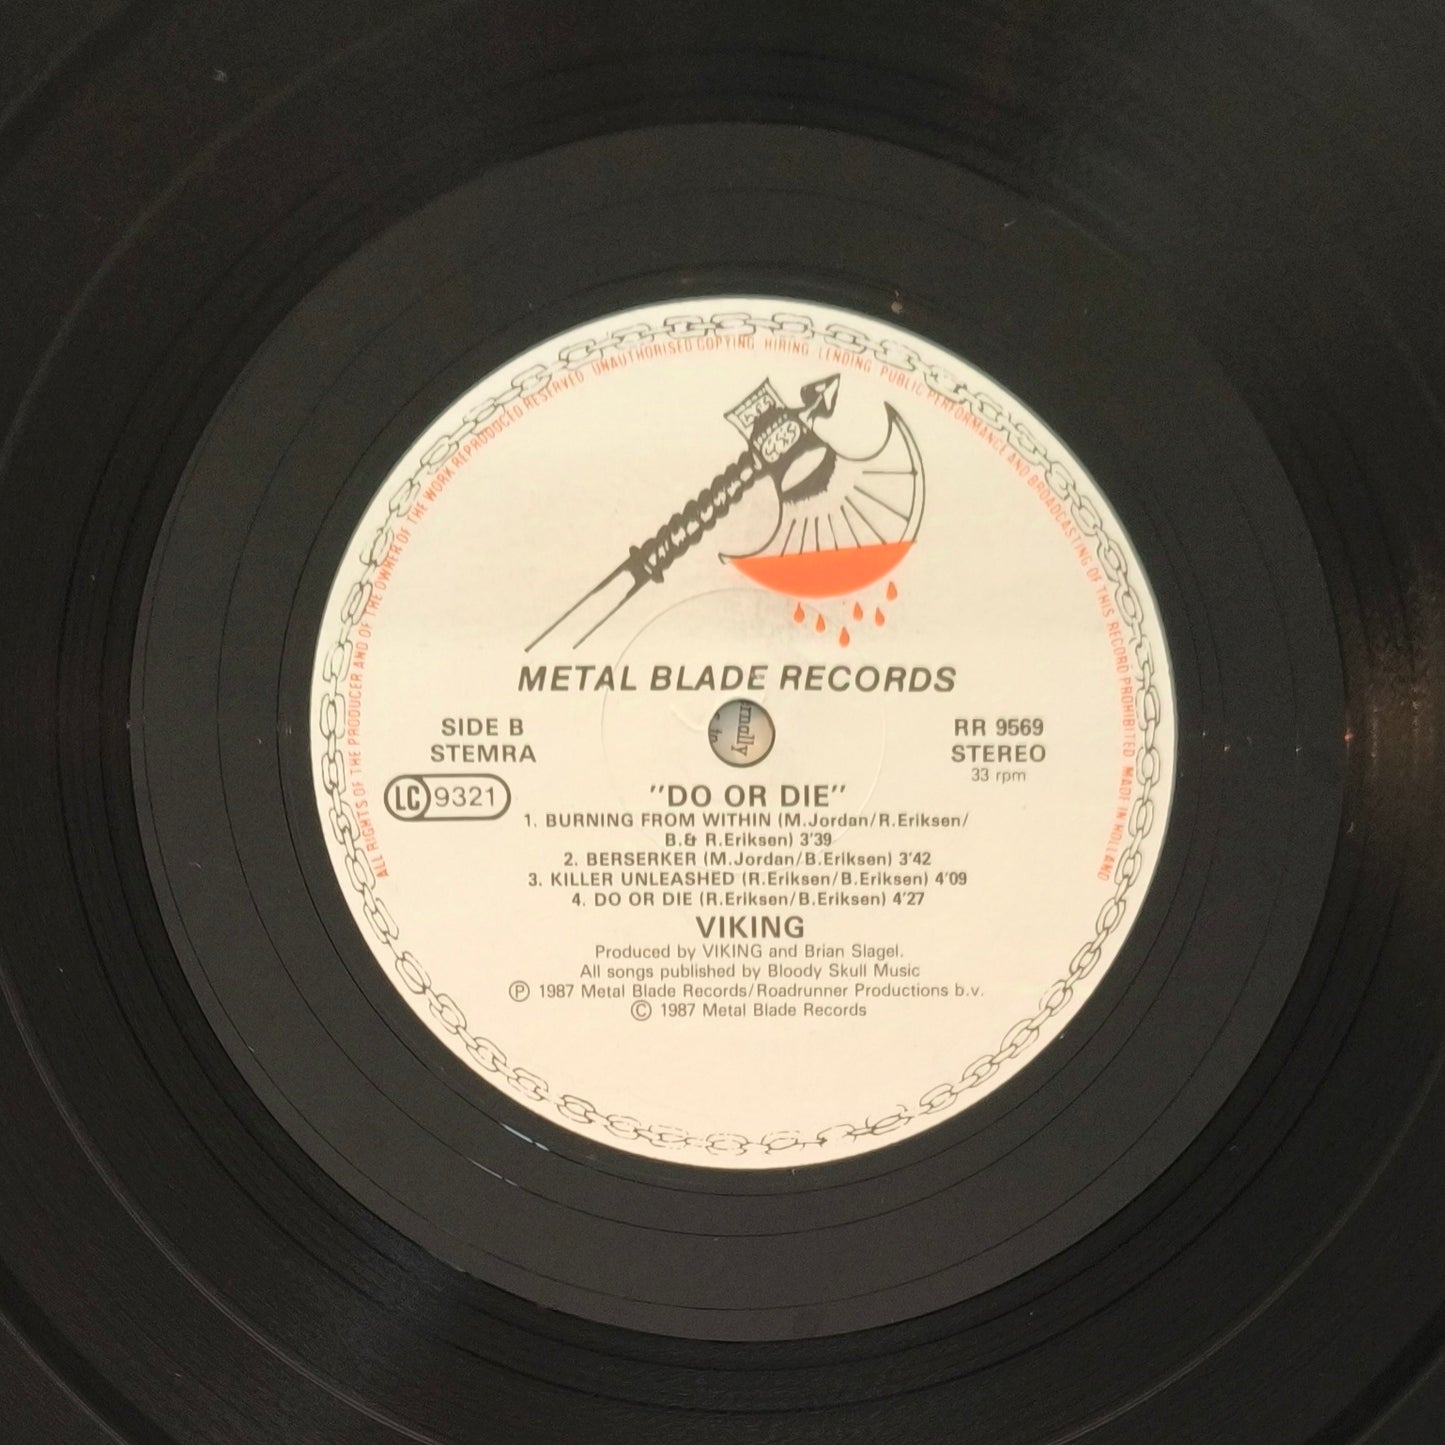 ALL RIGHTS OF THE PRODUCER AND OF THE OWNER OF THE WORK REPRODUCED RESERVED UNAUTHORISED COPYING HIRING LENDING PUBLIC PERFORMANCE AND BROADCASTING OF THIS RECORD PROHIBITED MADE IN HOLLAND
METAL BLADE RECORDS
SIDE B
STEMRA
LC 9321
RR 9569
STEREO
33 rpm
ernally
"DO OR DIE"
1. BURNING FROM WITHIN (M.Jordan/R.Eriksen/
B.& R.Eriksen) 3'39
2. BERSERKER (M.Jordan/B.Eriksen) 3'42
3. KILLER UNLEASHED (R.Eriksen/B.Eriksen) 4'09
4. DO OR DIE (R.Eriksen/B.Eriksen) 4'27
VIKING
Produced by VIKING and Brian Slagel.
All songs published by Bloody Skull Music
Ⓟ 1987 Metal Blade Records/Roadrunner Productions b.v.
© 1987 Metal Blade Records